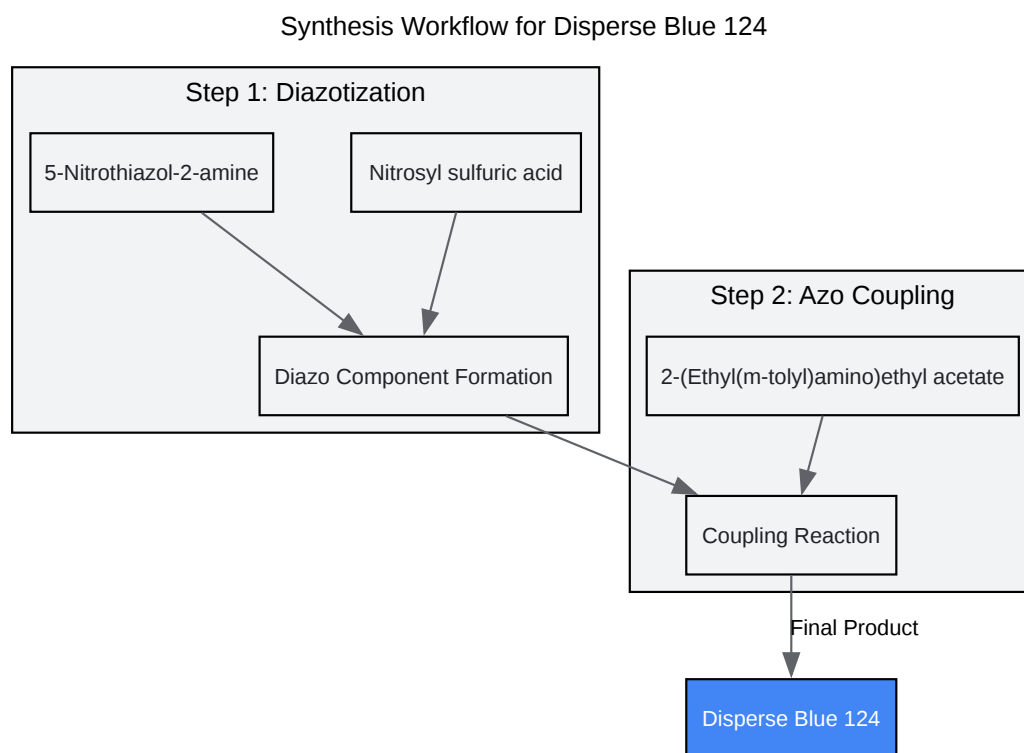 Synthesis Workflow for Disperse Blue 124
Step 1: Diazotization
5-Nitrothiazol-2-amine
Nitrosyl sulfuric acid
Diazo Component Formation
Step 2: Azo Coupling
2-(Ethyl(m-tolyl)amino)ethyl acetate
Coupling Reaction
Final Product
Disperse Blue 124